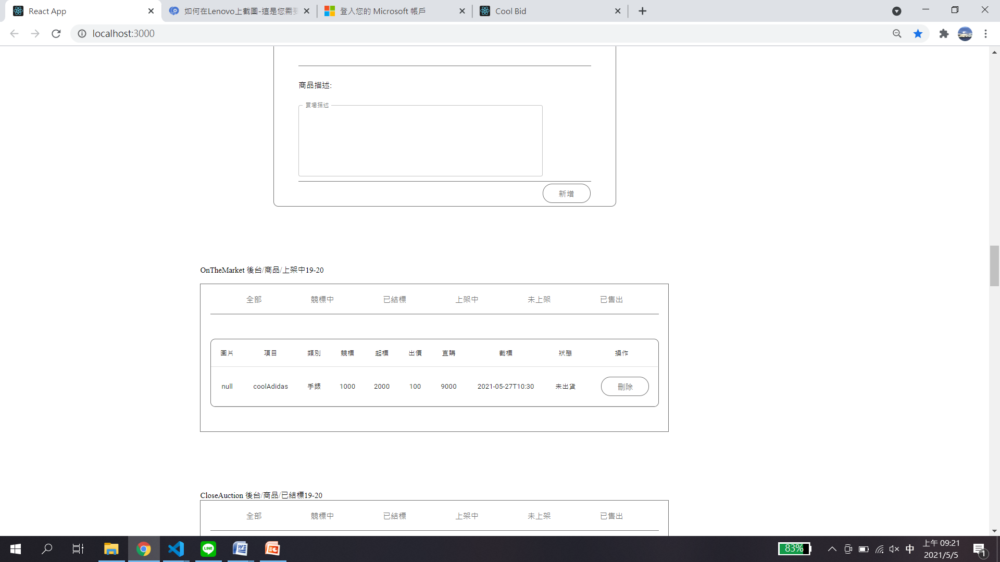 React App
如何在Lenovo上截圖-這是您需要
登入您的 Microsoft 帳戶
Cool Bid
localhost:3000
商品描述:
賣場描述
新增
OnTheMarket 後台/商品/上架中19-20
全部 競標中 已結標 上架中 未上架 已售出
圖片 項目 類別 競標 起標 出價 直購 截標 狀態 操作
null coolAdidas 手錶 1000 2000 100 9000 2021-05-27T10:30 未出貨 刪除
CloseAuction 後台/商品/已結標19-20
全部 競標中 已結標 上架中 未上架 已售出
LINE
83%
中
上午 09:21
2021/5/5
1